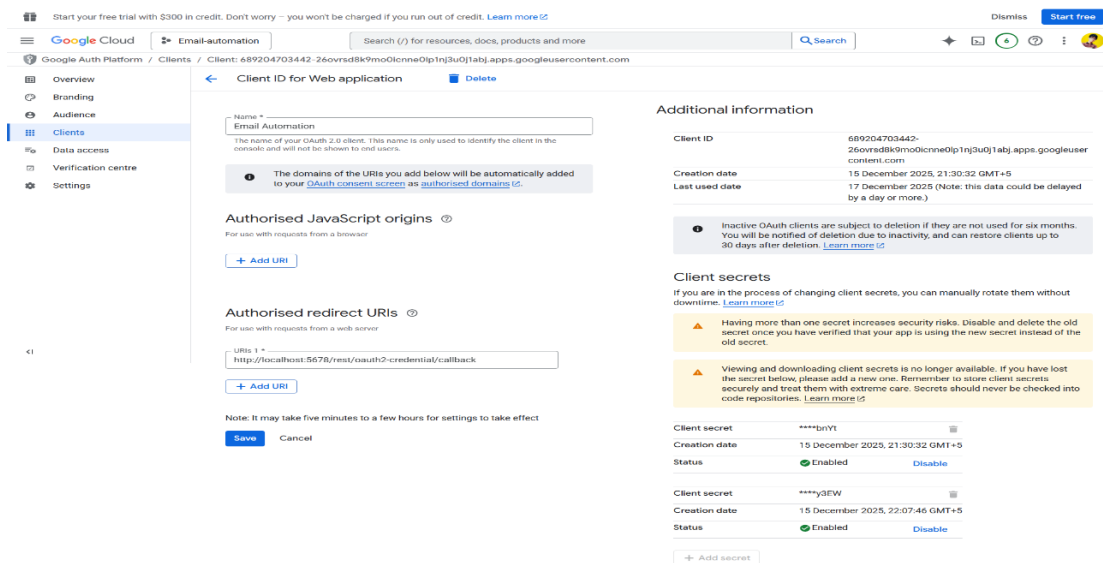 Start your free trial with $300 in credit. Don't worry – you won't be charged if you run out of credit. Learn more
Dismiss
Start free
Google Cloud
Email-automation
Search (/) for resources, docs, products and more
Search
6
Google Auth Platform / Clients / Client: 689204703442-26ovrsd8k9mo0icnne0lp1nj3u0j1abj.apps.googleusercontent.com
Overview
Branding
Audience
Clients
Data access
Verification centre
Settings
Client ID for Web application
Delete
Name *
Email Automation
The name of your OAuth 2.0 client. This name is only used to identify the client in the
console and will not be shown to end users.
The domains of the URIs you add below will be automatically added
to your OAuth consent screen as authorised domains.
Authorised JavaScript origins
For use with requests from a browser
+ Add URI
Authorised redirect URIs
For use with requests from a web server
URIs 1 *
http://localhost:5678/rest/oauth2-credential/callback
+ Add URI
Note: It may take five minutes to a few hours for settings to take effect
Save
Cancel
Additional information
Client ID
689204703442-
26ovrsd8k9mo0icnne0lp1nj3u0j1abj.apps.googleuser
content.com
Creation date
15 December 2025, 21:30:32 GMT+5
Last used date
17 December 2025 (Note: this data could be delayed
by a day or more.)
Inactive OAuth clients are subject to deletion if they are not used for six months.
You will be notified of deletion due to inactivity, and can restore clients up to
30 days after deletion. Learn more
Client secrets
If you are in the process of changing client secrets, you can manually rotate them without
downtime. Learn more
Having more than one secret increases security risks. Disable and delete the old
secret once you have verified that your app is using the new secret instead of the
old secret.
Viewing and downloading client secrets is no longer available. If you have lost
the secret below, please add a new one. Remember to store client secrets
securely and treat them with extreme care. Secrets should never be checked into
code repositories. Learn more
Client secret
****bnYt
Creation date
15 December 2025, 21:30:32 GMT+5
Status
Enabled
Disable
Client secret
****y3EW
Creation date
15 December 2025, 22:07:46 GMT+5
Status
Enabled
Disable
+ Add secret